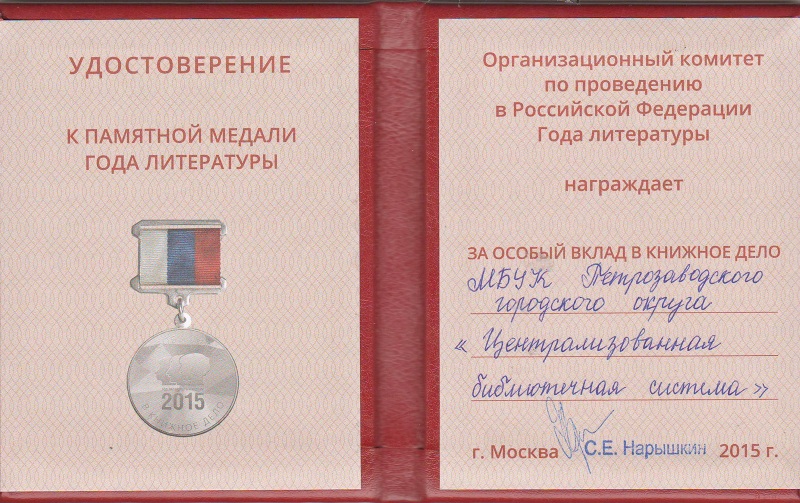 УДОСТОВЕРЕНИЕ
К ПАМЯТНОЙ МЕДАЛИ
ГОДА ЛИТЕРАТУРЫ
2015
В КНИЖНОЕ ДЕЛО
Организационный комитет
по проведению
в Российской Федерации
Года литературы
награждает
ЗА ОСОБЫЙ ВКЛАД В КНИЖНОЕ ДЕЛО
МБУК Петрозаводского
городского округа
« Централизованная
библиотечная система »
г. Москва С.Е. Нарышкин 2015 г.